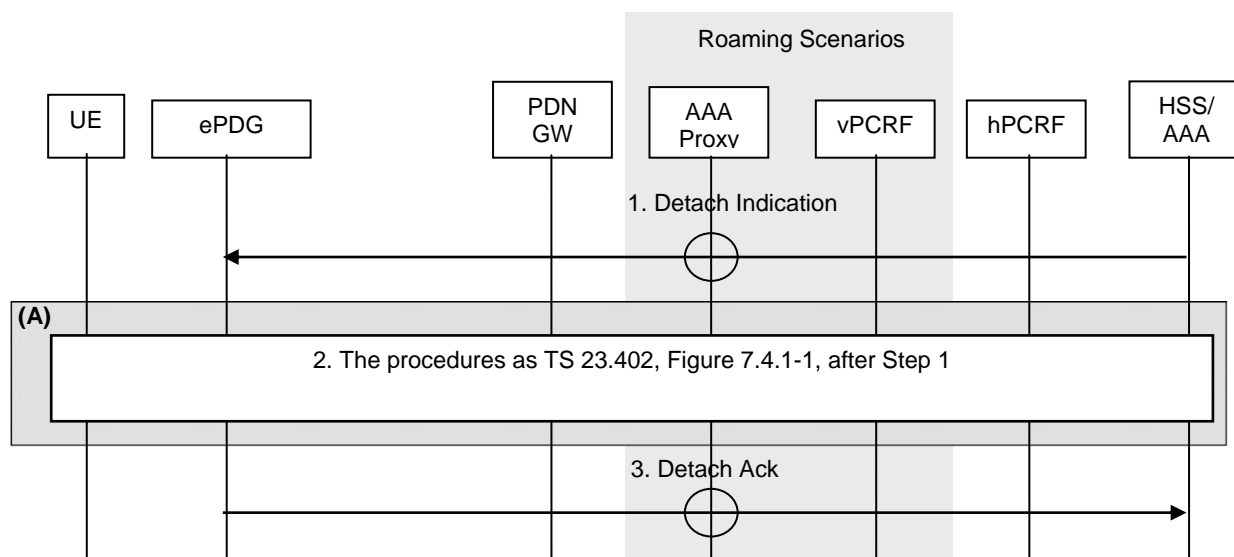 Roaming Scenarios
UE
ePDG
PDN
GW
AAA
Proxy
vPCRF
hPCRF
HSS/
AAA
1. Detach Indication
(A)
2. The procedures as TS 23.402, Figure 7.4.1-1, after Step 1
3. Detach Ack